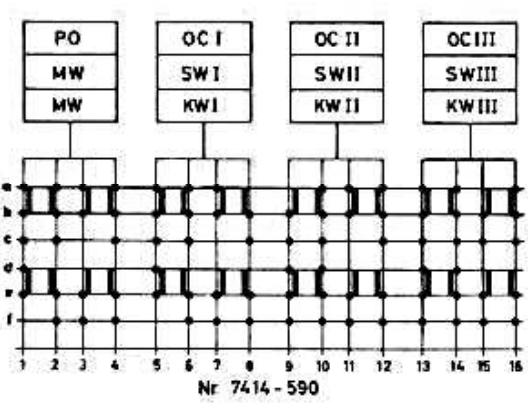 PO OC I OC II OC III
MW SW I SW II SW III
MW KW I KW II KW III
a
b
c
d
e
f
1 2 3 4 5 6 7 8 9 10 11 12 13 14 15 16
Nr 7414-590